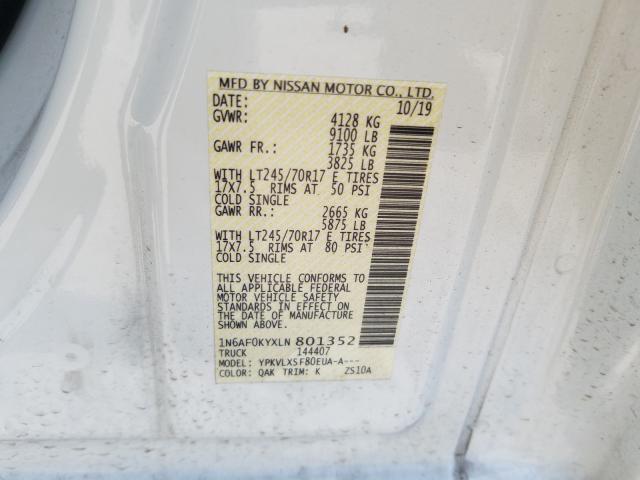 MFD BY NISSAN MOTOR CO., LTD.
DATE: 10/19
GVWR: 4128 KG
9100 LB
GAWR FR.: 1735 KG
3825 LB
WITH LT245/70R17 E TIRES
17X7.5 RIMS AT 50 PSI
COLD SINGLE
GAWR RR.: 2665 KG
5875 LB
WITH LT245/70R17 E TIRES
17X7.5 RIMS AT 80 PSI
COLD SINGLE
THIS VEHICLE CONFORMS TO
ALL APPLICABLE FEDERAL
MOTOR VEHICLE SAFETY
STANDARDS IN EFFECT ON
THE DATE OF MANUFACTURE
SHOWN ABOVE.
1N6AF0KYXLN801352
TRUCK 144407
MODEL: YPKVLXSF80EUA-A---
COLOR: QAK TRIM: K ZS10A